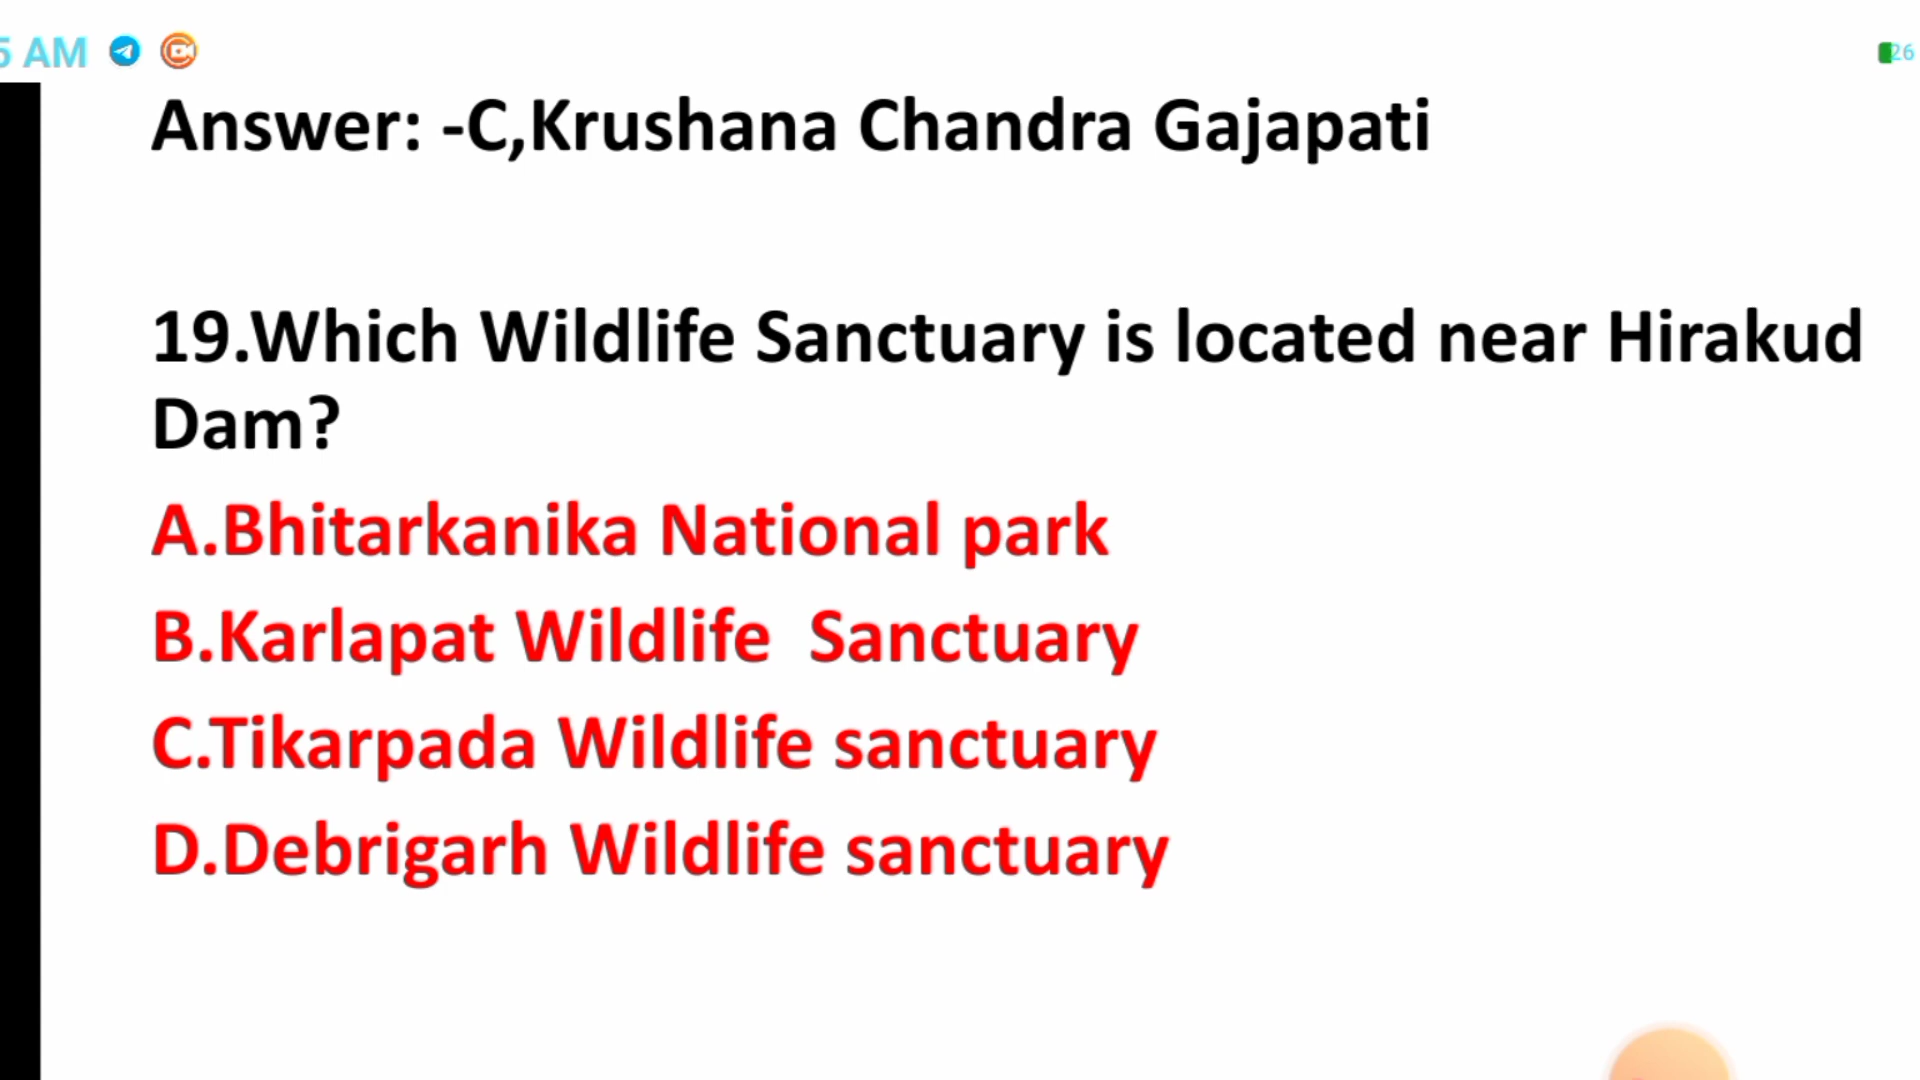 5 AM 26
Answer: -C,Krushana Chandra Gajapati
19.Which Wildlife Sanctuary is located near Hirakud
Dam?
A.Bhitarkanika National park
B.Karlapat Wildlife  Sanctuary
C.Tikarpada Wildlife sanctuary
D.Debrigarh Wildlife sanctuary